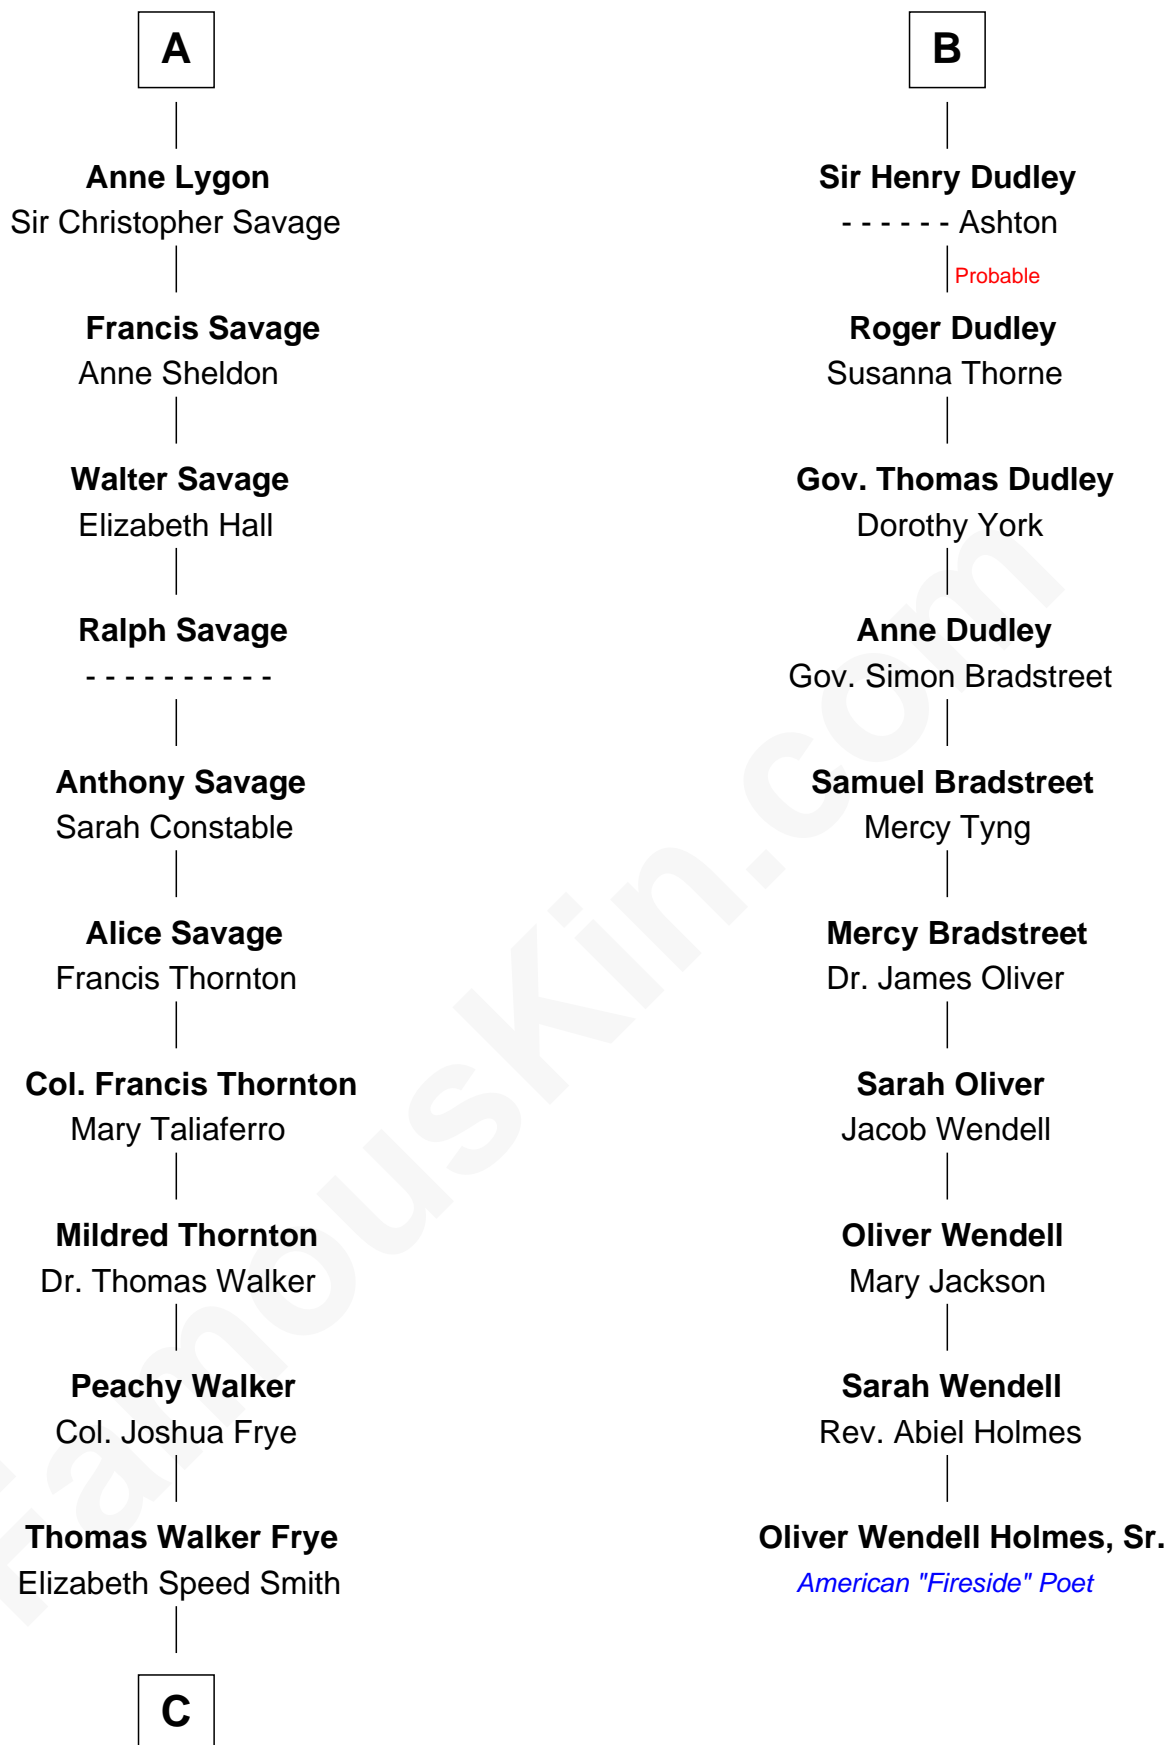 A
Anne Lygon
Sir Christopher Savage
Francis Savage
Anne Sheldon
Walter Savage
Elizabeth Hall
Ralph Savage
- - - - - - - - - -
Anthony Savage
Sarah Constable
Alice Savage
Francis Thornton
Col. Francis Thornton
Mary Taliaferro
Mildred Thornton
Dr. Thomas Walker
Peachy Walker
Col. Joshua Frye
Thomas Walker Frye
Elizabeth Speed Smith
C
B
Sir Henry Dudley
- - - - - - Ashton
Probable
Roger Dudley
Susanna Thorne
Gov. Thomas Dudley
Dorothy York
Anne Dudley
Gov. Simon Bradstreet
Samuel Bradstreet
Mercy Tyng
Mercy Bradstreet
Dr. James Oliver
Sarah Oliver
Jacob Wendell
Oliver Wendell
Mary Jackson
Sarah Wendell
Rev. Abiel Holmes
Oliver Wendell Holmes, Sr.
American "Fireside" Poet
FamousKin.com